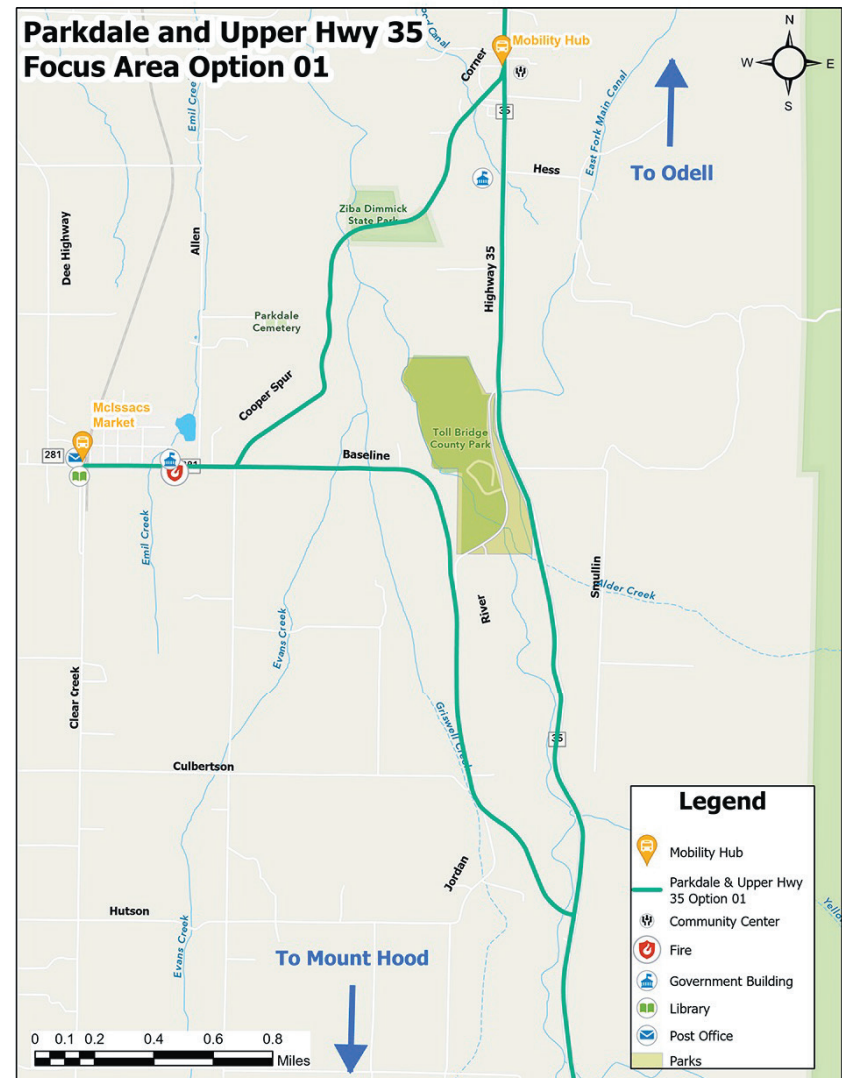 Parkdale and Upper Hwy 35
Focus Area Option 01
Mobility Hub
N
W
E
S
Corner
35
Emil Creek
East Fork Main Canal
To Odell
Hess
Ziba Dimmick
State Park
Dee Highway
Allen
Highway 35
Parkdale
Cemetery
Cooper Spur
McIssacs
Market
Toll Bridge
County Park
281
Baseline
Emil Creek
Alder Creek
Smullin
River
Evans Creek
Clear Creek
Griswell Creek
35
Culbertson
Jordan
Hutson
Evans Creek
To Mount Hood
0 0.1 0.2 0.4 0.6 0.8
Miles
Legend
Mobility Hub
Parkdale & Upper Hwy
35 Option 01
Community Center
Fire
Government Building
Library
Post Office
Parks